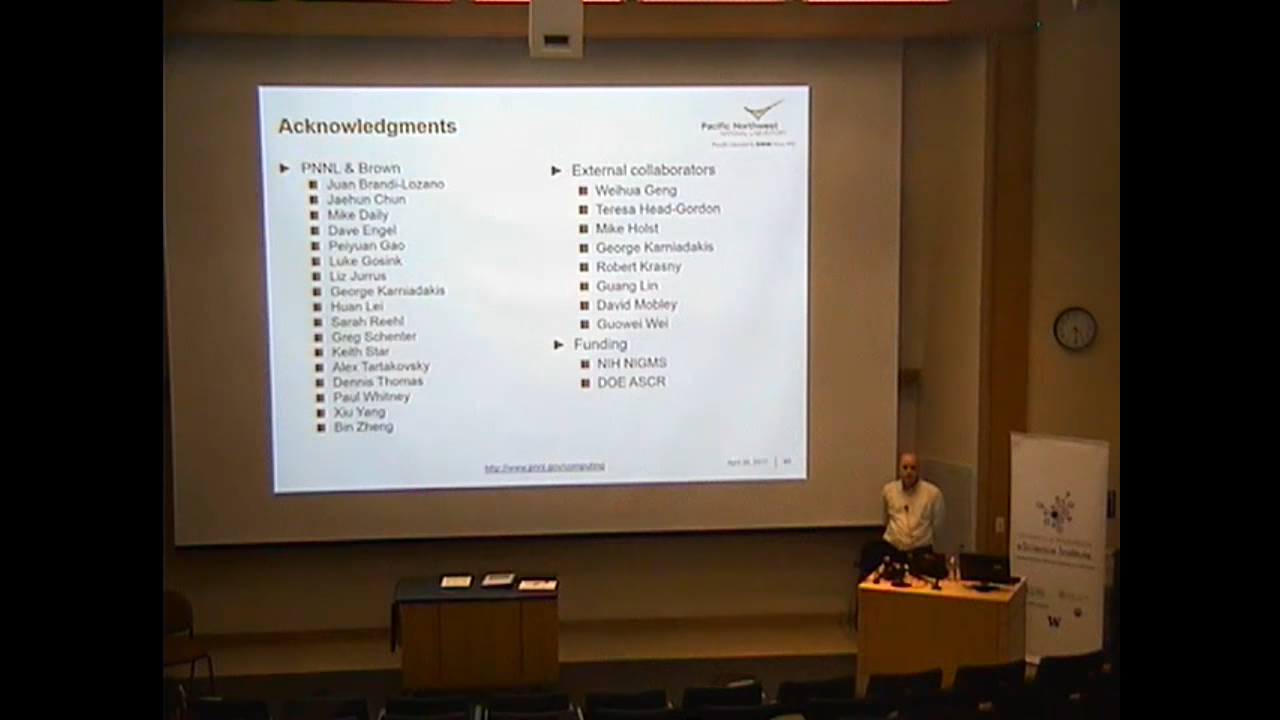 Acknowledgments
Pacific Northwest
NATIONAL LABORATORY
PNNL & Brown
Juan Brandi-Lozano
Jaehun Chun
Mike Daily
Dave Engel
Peiyuan Gao
Luke Gosink
Liz Jurrus
George Karniadakis
Huan Lei
Sarah Reehl
Greg Schenter
Keith Star
Alex Tartakovsky
Dennis Thomas
Paul Whitney
Xiu Yang
Bin Zheng
External collaborators
Weihua Geng
Teresa Head-Gordon
Mike Holst
George Karniadakis
Robert Krasny
Guang Lin
David Mobley
Guowei Wei
Funding
NIH NIGMS
DOE ASCR
http://www.pnnl.gov/computing
eScience Institute
W